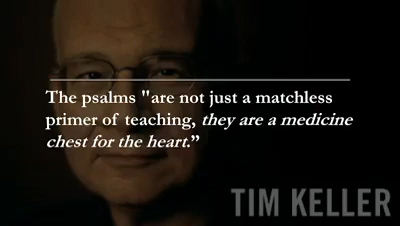 The psalms "are not just a matchless
primer of teaching, they are a medicine
chest for the heart.”
TIM KELLER